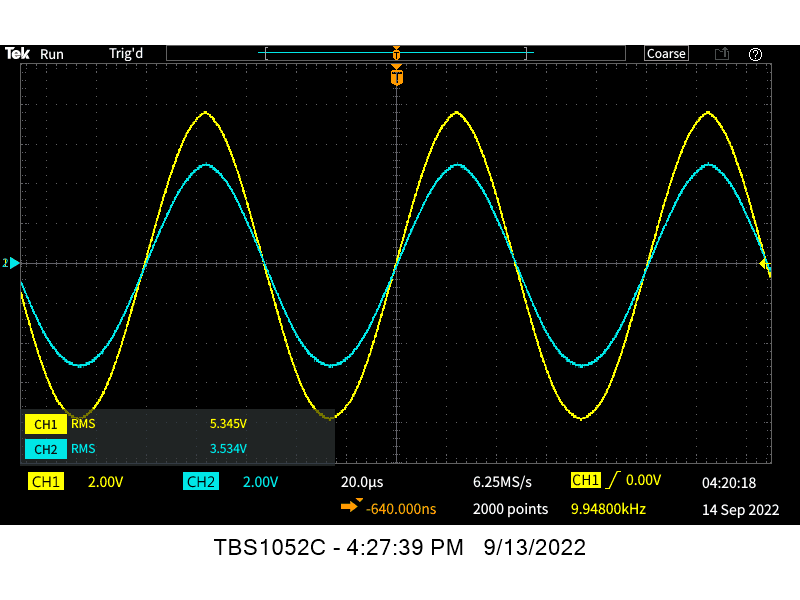 Tek Run Trig'd Coarse ?
T
T
2
CH1 RMS 5.345V
CH2 RMS 3.534V
CH1 2.00V CH2 2.00V 20.0µs 6.25MS/s CH1 0.00V 04:20:18
-640.000ns 2000 points 9.94800kHz 14 Sep 2022
TBS1052C - 4:27:39 PM 9/13/2022